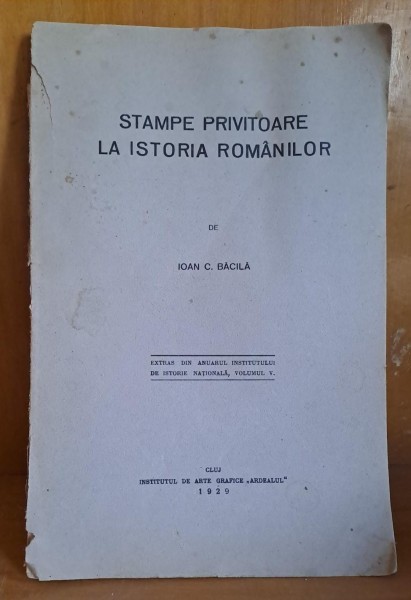 STAMPE PRIVITOARE
LA ISTORIA ROMÂNILOR
DE
IOAN C. BĂCILĂ
EXTRAS DIN ANUARUL INSTITUTULUI
DE ISTORIE NAȚIONALĂ, VOLUMUL V.
CLUJ
INSTITUTUL DE ARTE GRAFICE „ARDEALUL"
1929